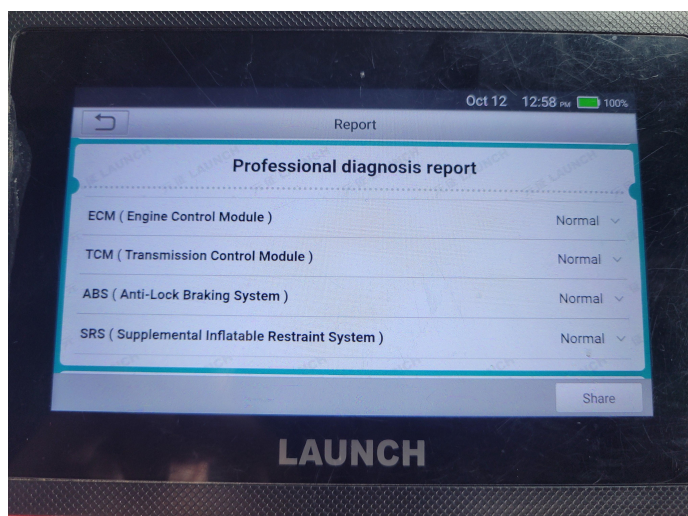 Oct 12 12:58 PM 100%
Report
Professional diagnosis report
ECM ( Engine Control Module ) Normal
TCM ( Transmission Control Module ) Normal
ABS ( Anti-Lock Braking System ) Normal
SRS ( Supplemental Inflatable Restraint System ) Normal
Share
LAUNCH